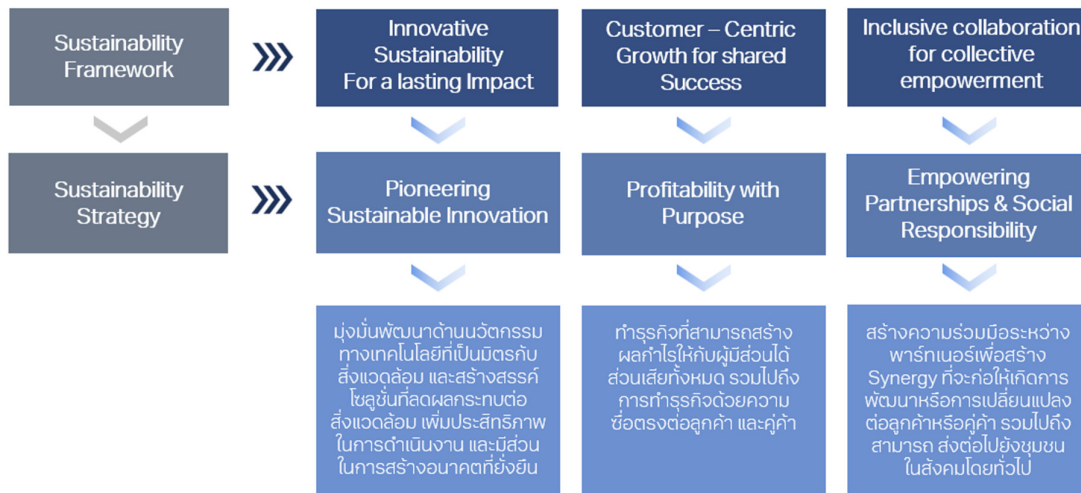 Sustainability
Framework
Innovative
Sustainability
For a lasting Impact
Customer – Centric
Growth for shared
Success
Inclusive collaboration
for collective
empowerment
Sustainability
Strategy
Pioneering
Sustainable Innovation
Profitability with
Purpose
Empowering
Partnerships & Social
Responsibility
มุ่งมั่นพัฒนาด้านนวัตกรรม
ทางเทคโนโลยีที่เป็นมิตรกับ
สิ่งแวดล้อม และสร้างสรรค์
โซลูชั่นที่ลดผลกระทบต่อ
สิ่งแวดล้อม เพิ่มประสิทธิภาพ
ในการดำเนินงาน และมีส่วน
ในการสร้างอนาคตที่ยั่งยืน
ทำธุรกิจที่สามารถสร้าง
ผลกำไรให้กับผู้มีส่วนได้
ส่วนเสียทั้งหมด รวมไปถึง
การทำธุรกิจด้วยความ
ซื่อตรงต่อลูกค้า และคู่ค้า
สร้างความร่วมมือระหว่าง
พาร์ทเนอร์เพื่อสร้าง
Synergy ที่จะก่อให้เกิดการ
พัฒนาหรือการเปลี่ยนแปลง
ต่อลูกค้าหรือคู่ค้า รวมไปถึง
สามารถ ส่งต่อไปยังชุมชน
ในสังคมโดยทั่วไป